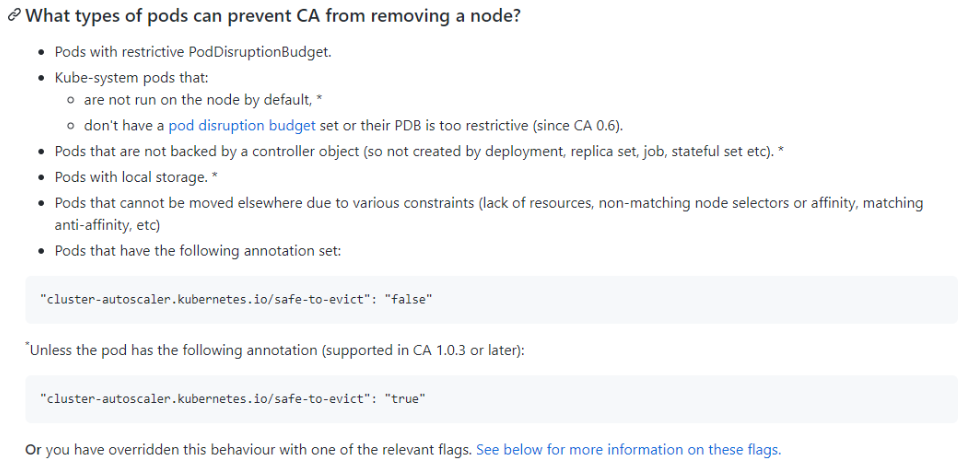 What types of pods can prevent CA from removing a node?
Pods with restrictive PodDisruptionBudget.
Kube-system pods that:
are not run on the node by default, *
don't have a pod disruption budget set or their PDB is too restrictive (since CA 0.6).
Pods that are not backed by a controller object (so not created by deployment, replica set, job, stateful set etc). *
Pods with local storage. *
Pods that cannot be moved elsewhere due to various constraints (lack of resources, non-matching node selectors or affinity, matching
anti-affinity, etc)
Pods that have the following annotation set:
"cluster-autoscaler.kubernetes.io/safe-to-evict": "false"
*Unless the pod has the following annotation (supported in CA 1.0.3 or later):
"cluster-autoscaler.kubernetes.io/safe-to-evict": "true"
Or you have overridden this behaviour with one of the relevant flags. See below for more information on these flags.